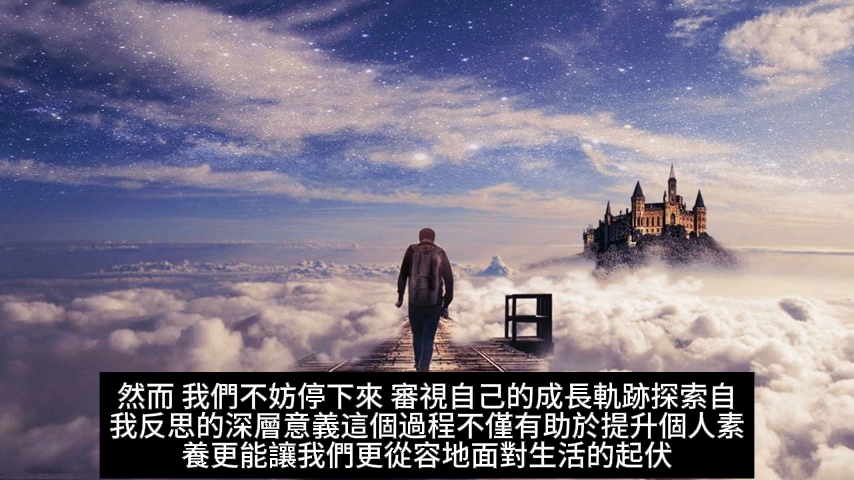 然而 我們不妨停下來 審視自己的成長軌跡探索自
我反思的深層意義這個過程不僅有助於提升個人素
養更能讓我們更從容地面對生活的起伏